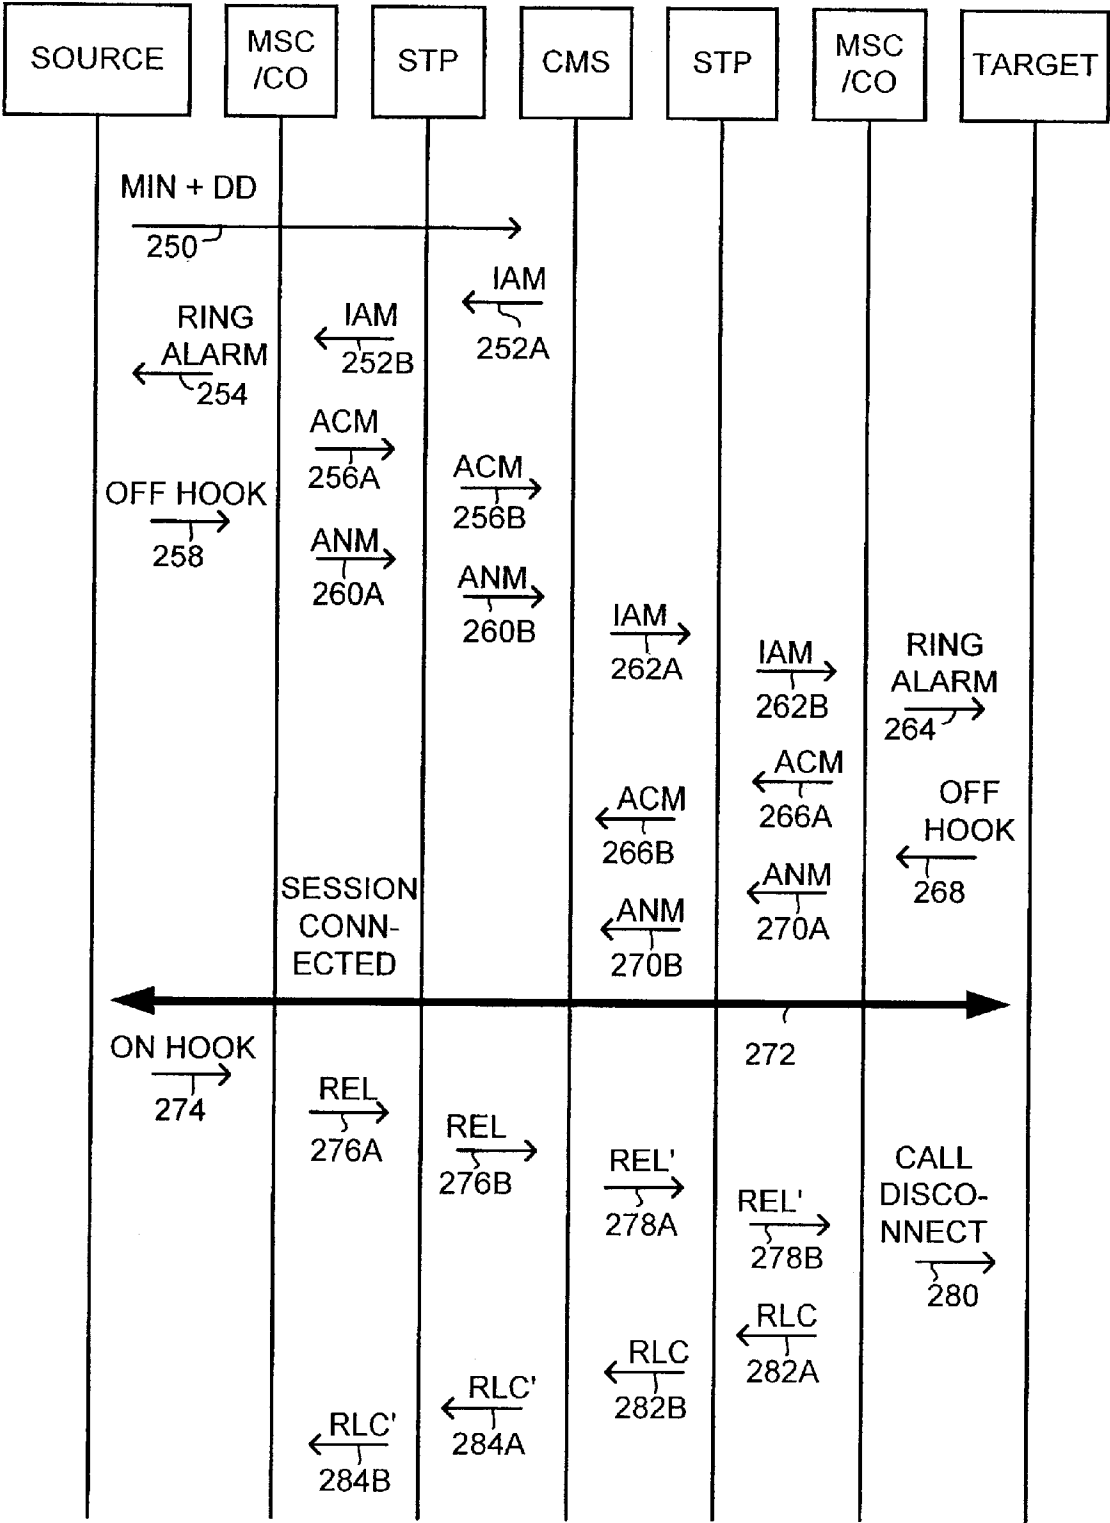 SOURCE
MSC
/CO
STP
CMS
STP
MSC
/CO
TARGET
MIN + DD
250
IAM
252A
IAM
252B
RING
ALARM
254
ACM
256A
ACM
256B
OFF HOOK
258
ANM
260A
ANM
260B
IAM
262A
IAM
262B
RING
ALARM
264
ACM
266A
ACM
266B
OFF
HOOK
268
ANM
270A
ANM
270B
SESSION
CONN-
ECTED
272
ON HOOK
274
REL
276A
REL
276B
REL'
278A
REL'
278B
CALL
DISCO-
NNECT
280
RLC
282A
RLC
282B
RLC'
284A
RLC'
284B